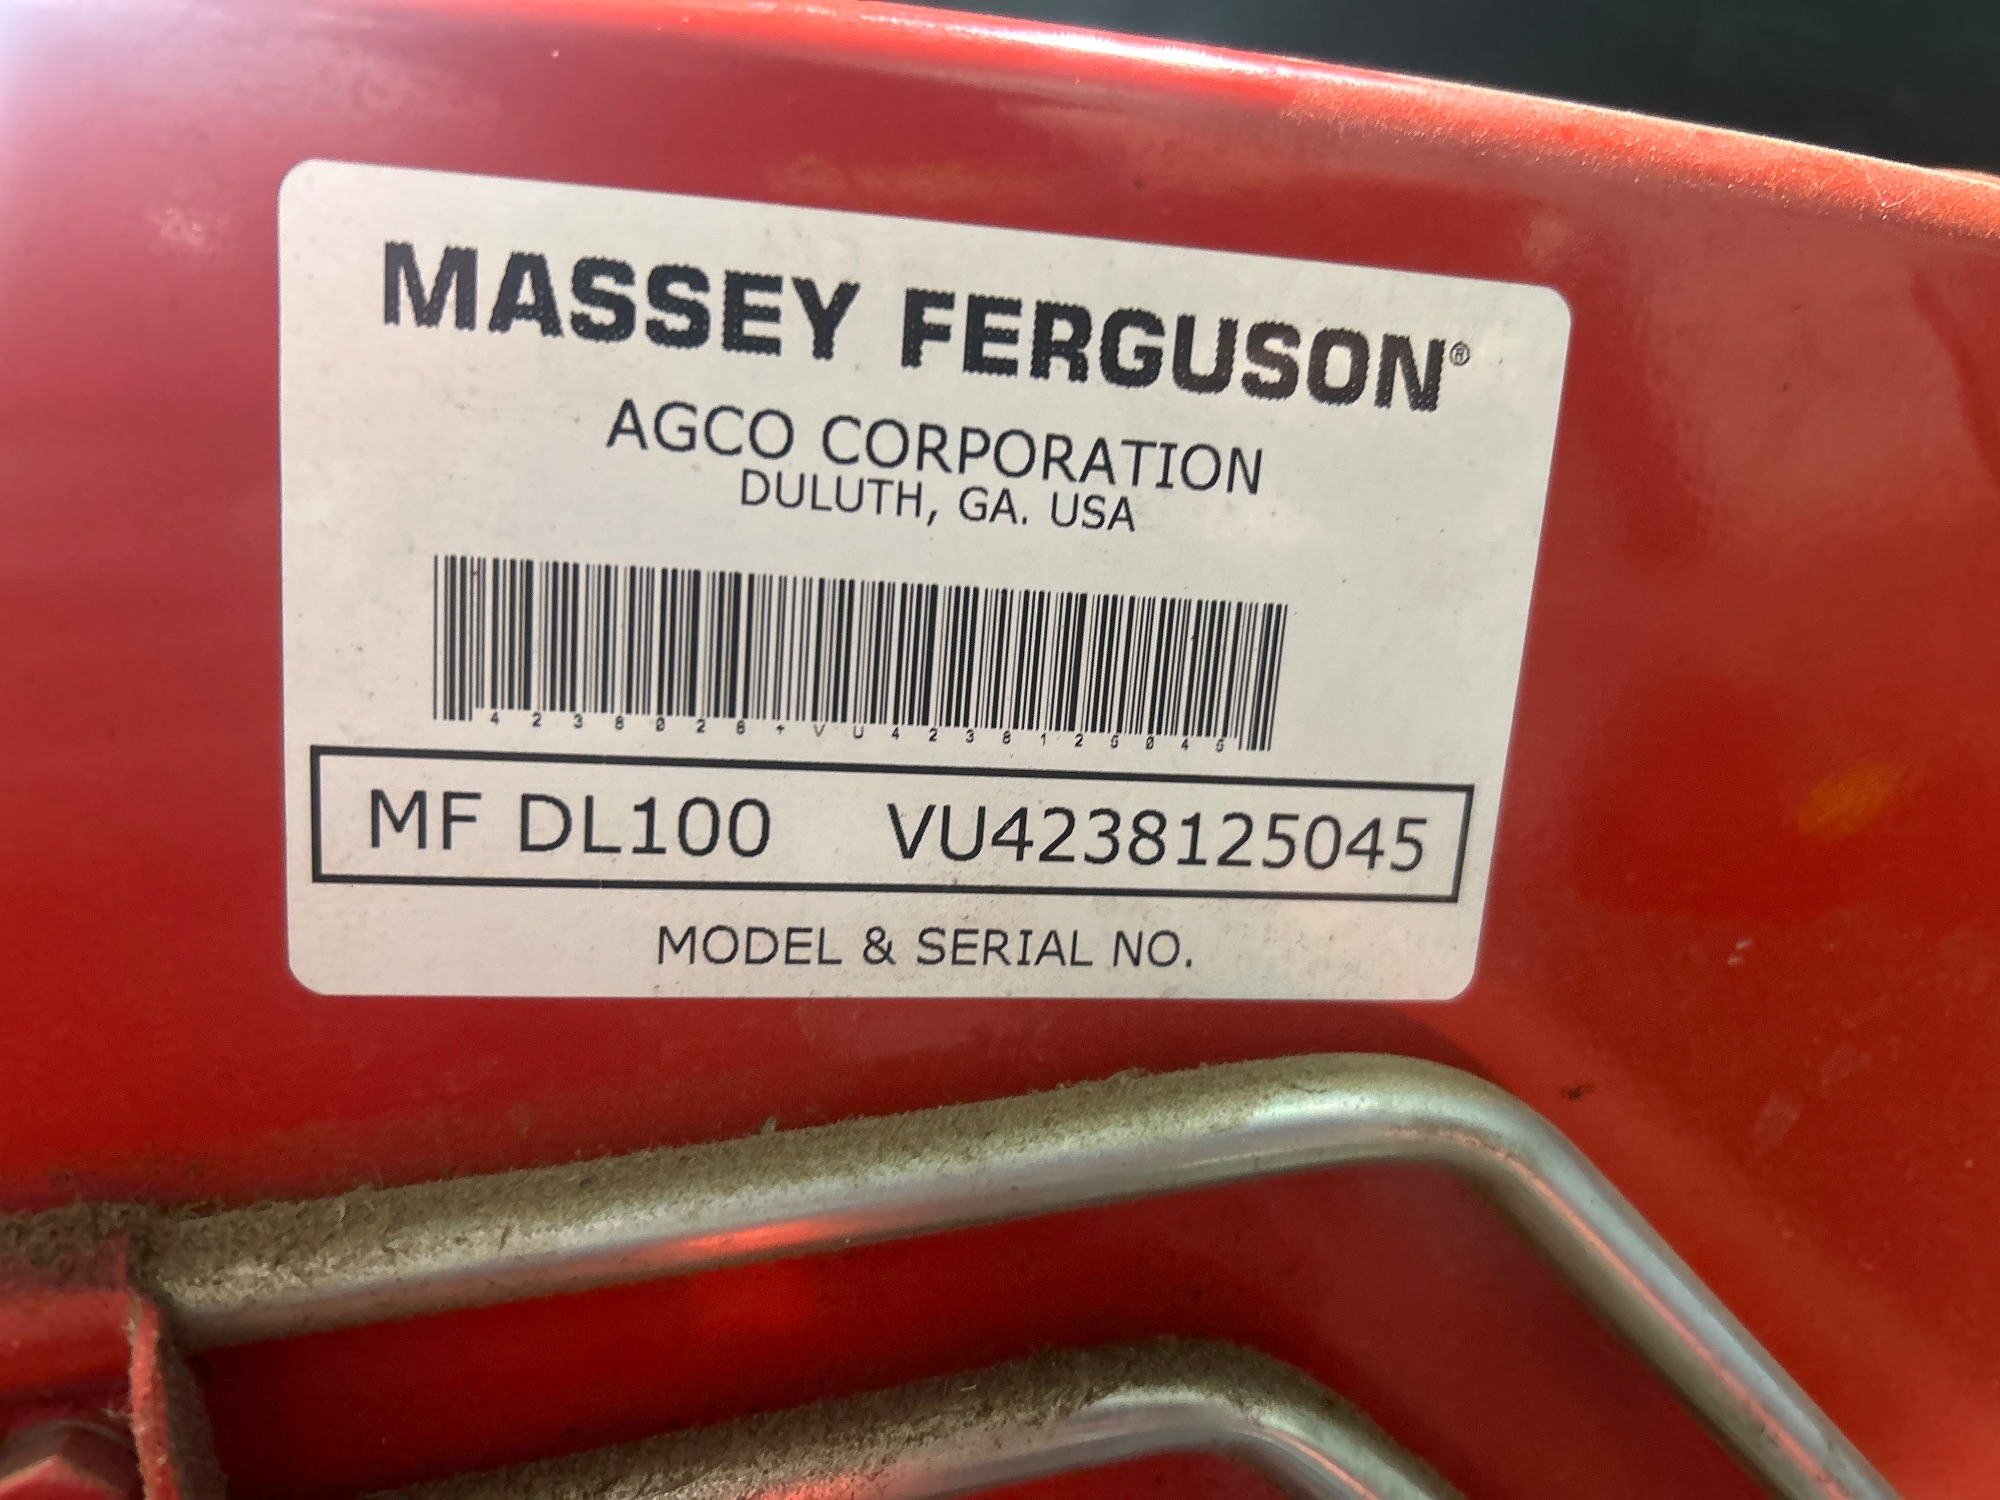 MASSEY FERGUSON®
AGCO CORPORATION
DULUTH, GA. USA
4238026+VU4238125045
MF DL100 VU4238125045
MODEL & SERIAL NO.